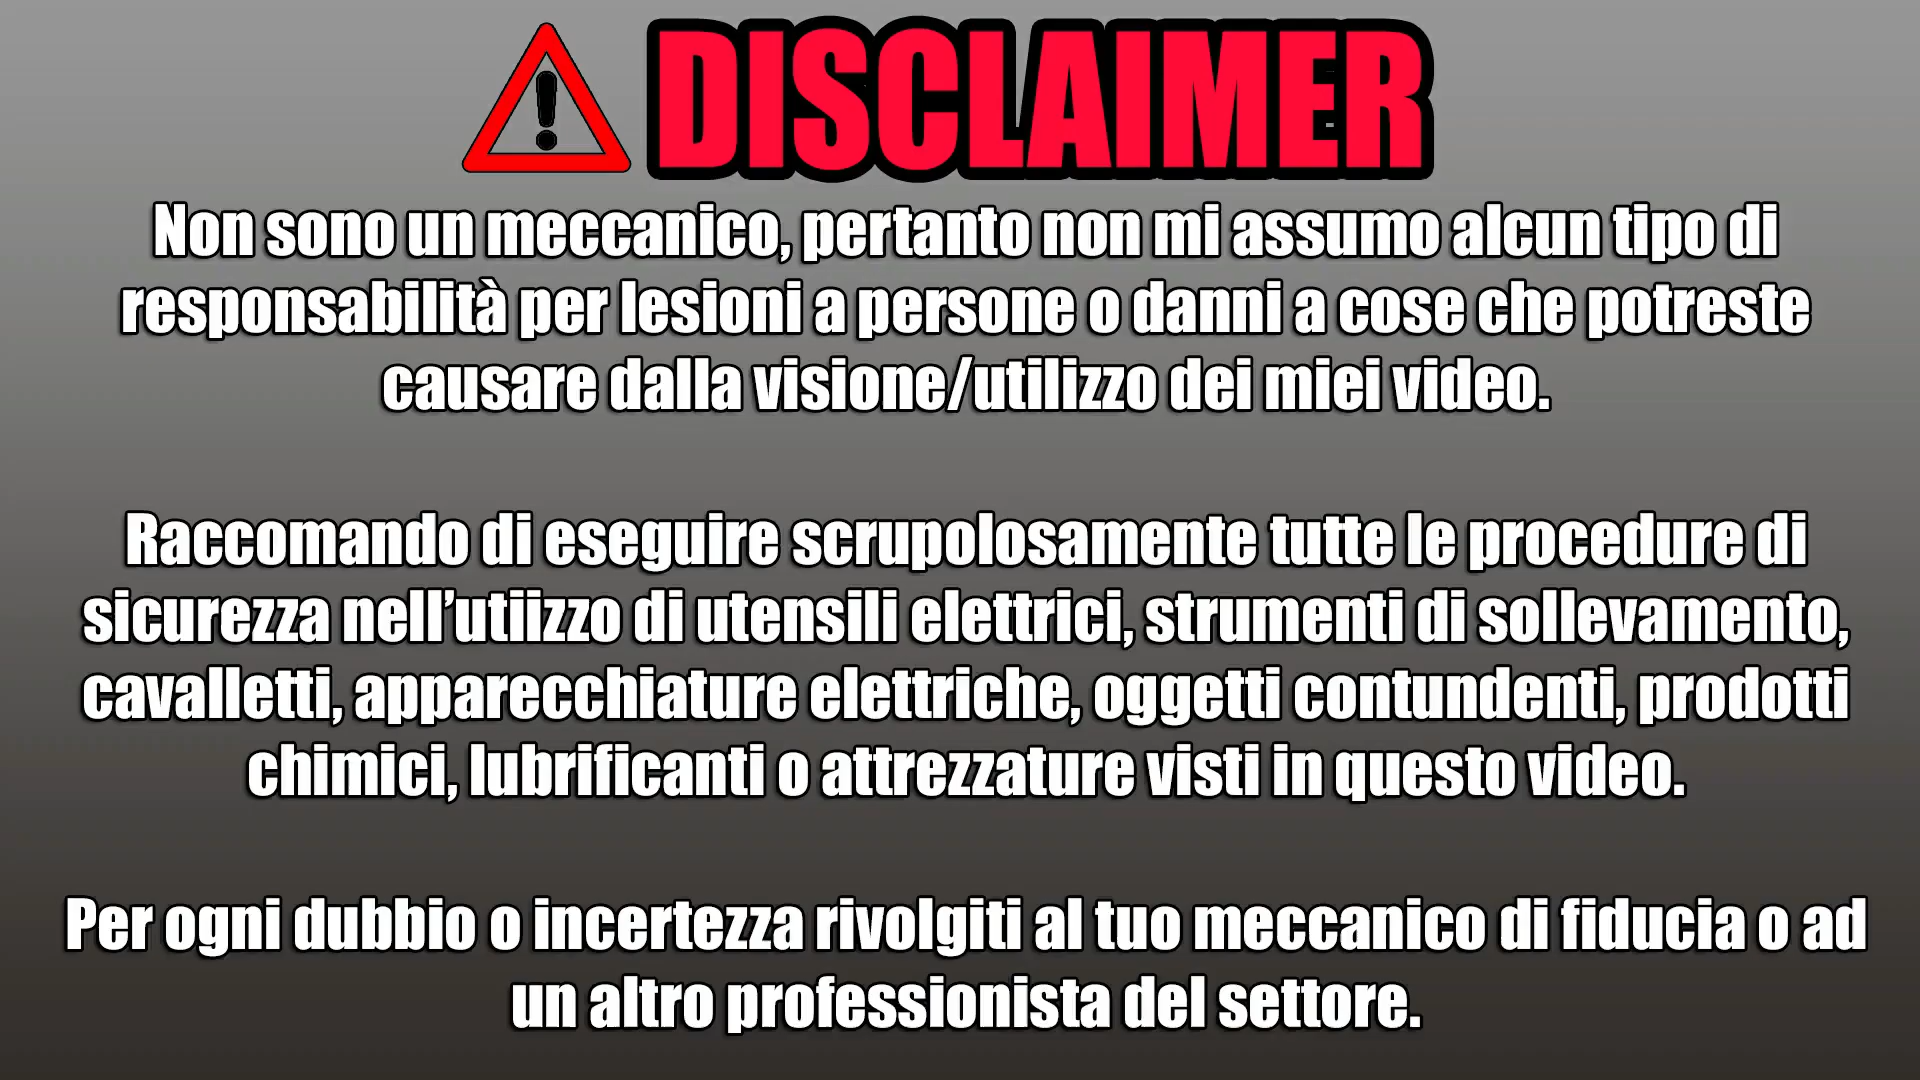 DISCLAIMER
Non sono un meccanico, pertanto non mi assumo alcun tipo di
responsabilità per lesioni a persone o danni a cose che potreste
causare dalla visione/utilizzo dei miei video.
Raccomando di eseguire scrupolosamente tutte le procedure di
sicurezza nell’utiizzo di utensili elettrici, strumenti di sollevamento,
cavalletti, apparecchiature elettriche, oggetti contundenti, prodotti
chimici, lubrificanti o attrezzature visti in questo video.
Per ogni dubbio o incertezza rivolgiti al tuo meccanico di fiducia o ad
un altro professionista del settore.